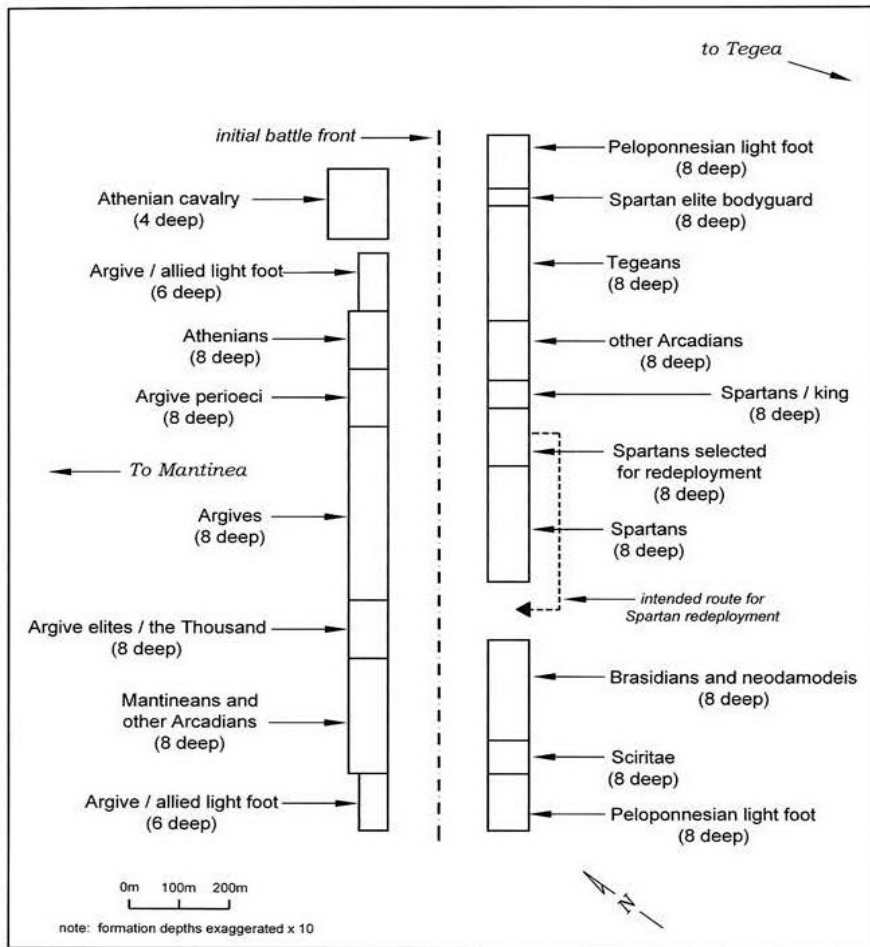 to Tegea
initial battle front
Athenian cavalry
(4 deep)
Argive / allied light foot
(6 deep)
Athenians
(8 deep)
Argive perioeci
(8 deep)
To Mantinea
Argives
(8 deep)
Argive elites / the Thousand
(8 deep)
Mantineans and
other Arcadians
(8 deep)
Argive / allied light foot
(6 deep)
Peloponnesian light foot
(8 deep)
Spartan elite bodyguard
(8 deep)
Tegeans
(8 deep)
other Arcadians
(8 deep)
Spartans / king
(8 deep)
Spartans selected
for redeployment
(8 deep)
Spartans
(8 deep)
intended route for
Spartan redeployment
Brasidians and neodamodeis
(8 deep)
Sciritae
(8 deep)
Peloponnesian light foot
(8 deep)
0m 100m 200m
note: formation depths exaggerated x 10
N